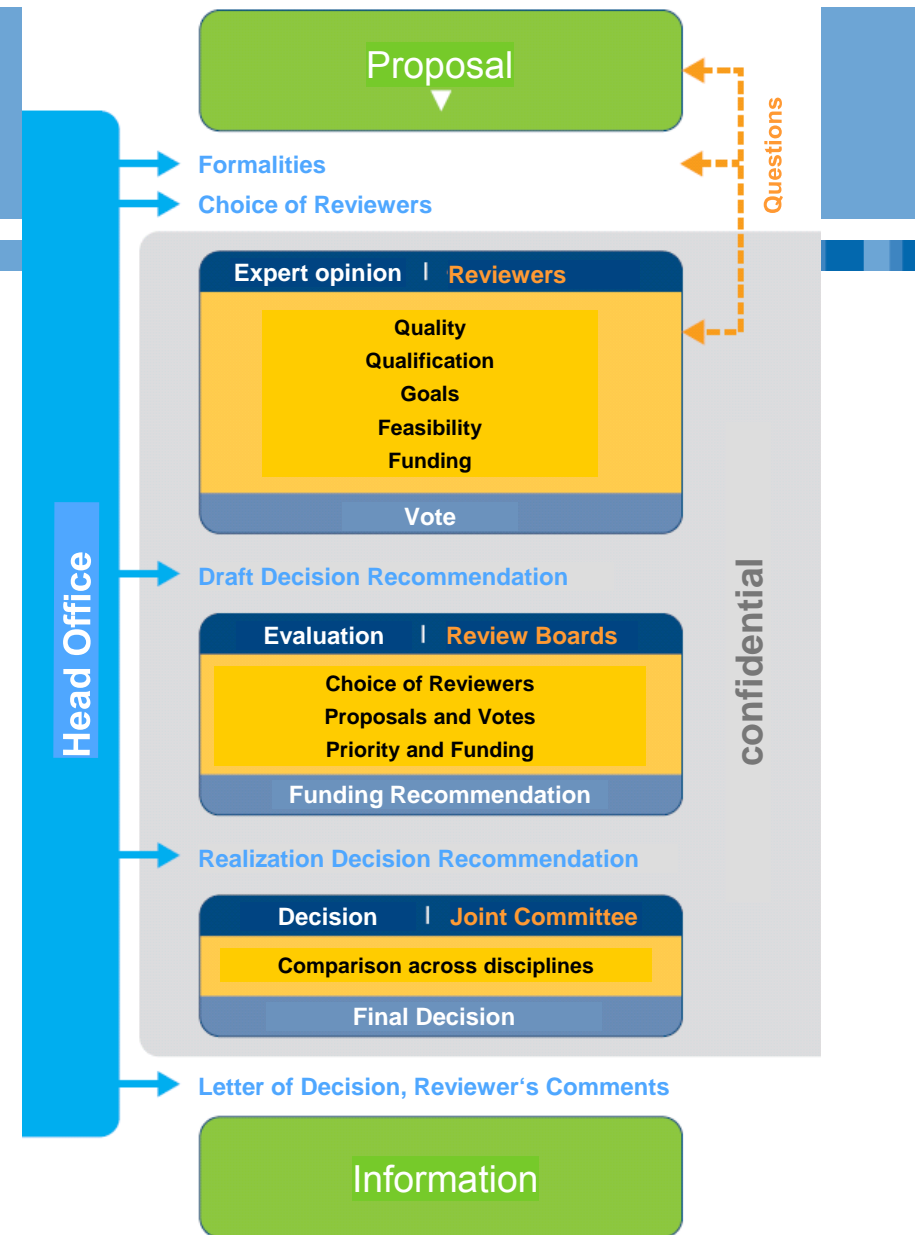 Proposal
Questions
Formalities
Choice of Reviewers
Expert opinion | Reviewers
Quality
Qualification
Goals
Feasibility
Funding
Vote
Head Office
confidential
Draft Decision Recommendation
Evaluation | Review Boards
Choice of Reviewers
Proposals and Votes
Priority and Funding
Funding Recommendation
Realization Decision Recommendation
Decision | Joint Committee
Comparison across disciplines
Final Decision
Letter of Decision, Reviewer‘s Comments
Information